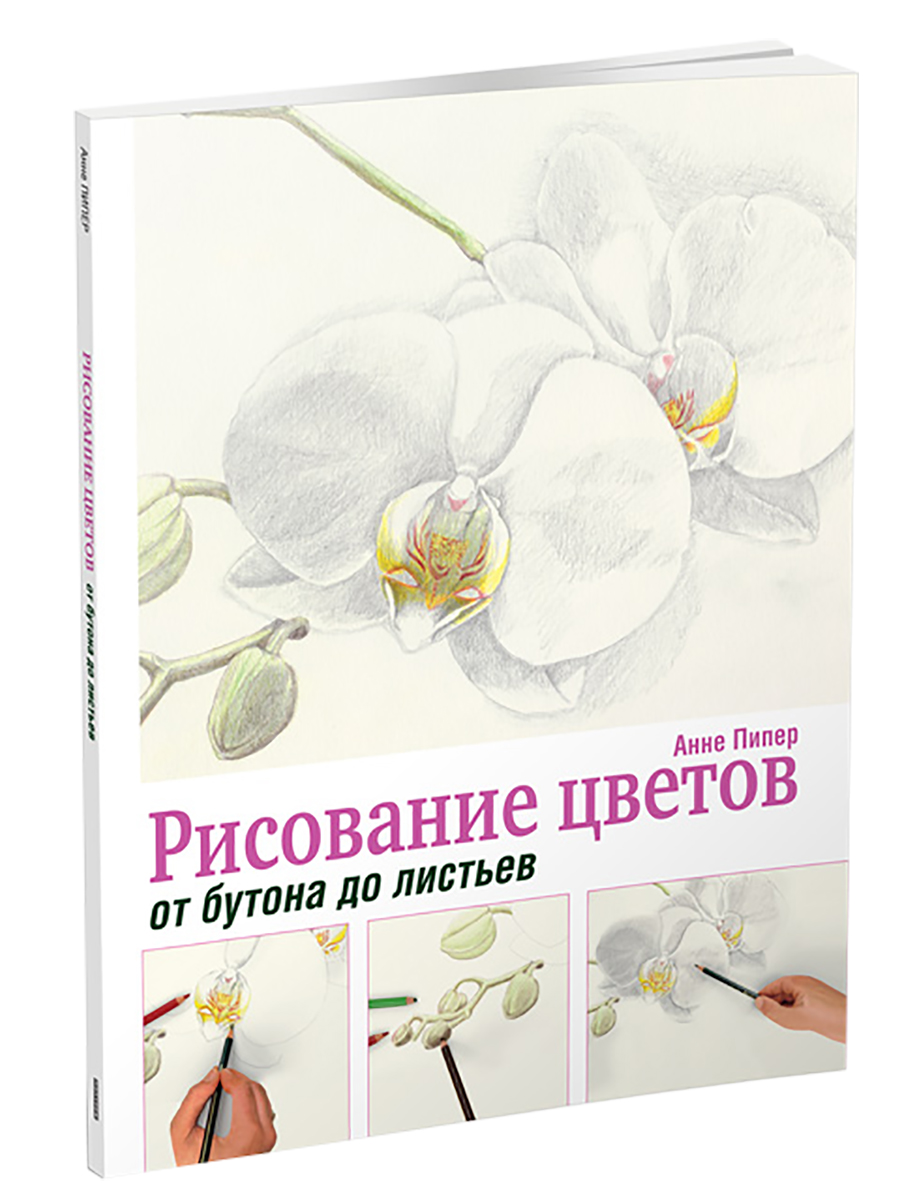 Анне Пипер
Рисование цветов
от бутона до листьев
Анне Пипер
РИСОВАНИЕ ЦВЕТОВ от бутона до листьев